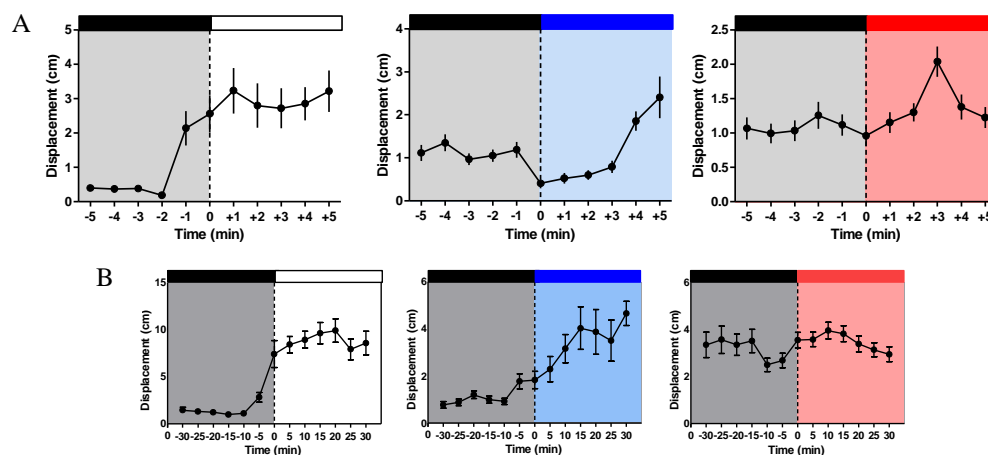 A
Displacement (cm)
5
4
3
2
1
0
-5 -4 -3 -2 -1 0 +1 +2 +3 +4 +5
Time (min)
Displacement (cm)
4
3
2
1
0
-5 -4 -3 -2 -1 0 +1 +2 +3 +4 +5
Time (min)
Displacement (cm)
2.5
2.0
1.5
1.0
0.5
0.0
-5 -4 -3 -2 -1 0 +1 +2 +3 +4 +5
Time (min)
B
Displacement (cm)
15
10
5
0
0 -30 -25 -20 -15 -10 -5 0 5 10 15 20 25 30
Time (min)
Displacement (cm)
6
4
2
0
0 -30 -25 -20 -15 -10 -5 0 5 10 15 20 25 30
Time (min)
Displacement (cm)
6
4
2
0
0 -30 -25 -20 -15 -10 -5 0 5 10 15 20 25 30
Time (min)